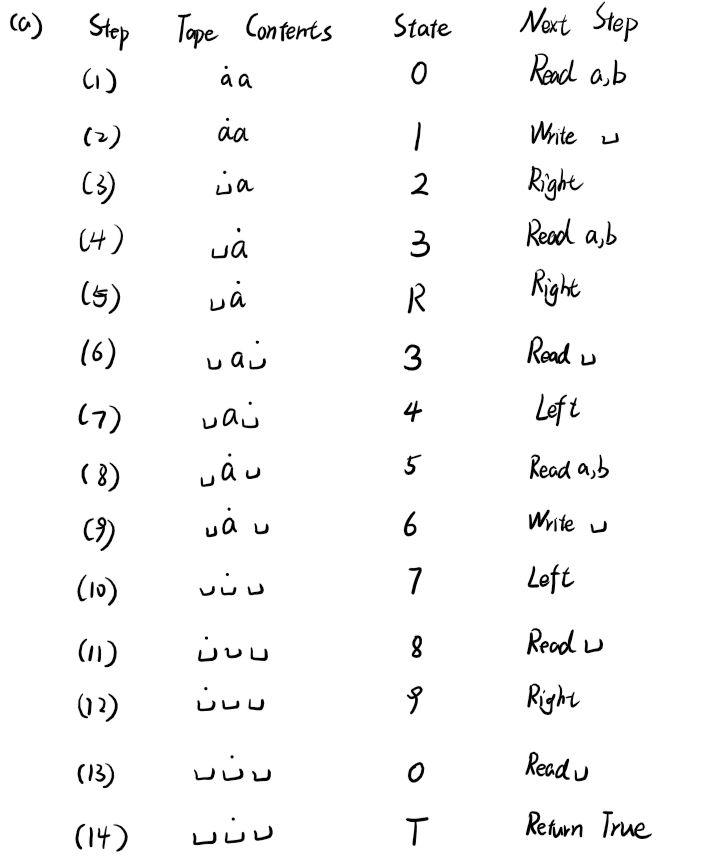 (a) Step Tape Contents State Next Step
(1) ȧa 0 Read a,b
(2) ȧa 1 Write ⊔
(3) ⊔̇a 2 Right
(4) ⊔ȧ 3 Read a,b
(5) ⊔ȧ R Right
(6) ⊔a⊔̇ 3 Read ⊔
(7) ⊔a⊔̇ 4 Left
(8) ⊔ȧ⊔ 5 Read a,b
(9) ⊔ȧ⊔ 6 Write ⊔
(10) ⊔⊔̇⊔ 7 Left
(11) ⊔̇⊔⊔ 8 Read ⊔
(12) ⊔̇⊔⊔ 9 Right
(13) ⊔⊔̇⊔ 0 Read ⊔
(14) ⊔⊔̇⊔ T Return True